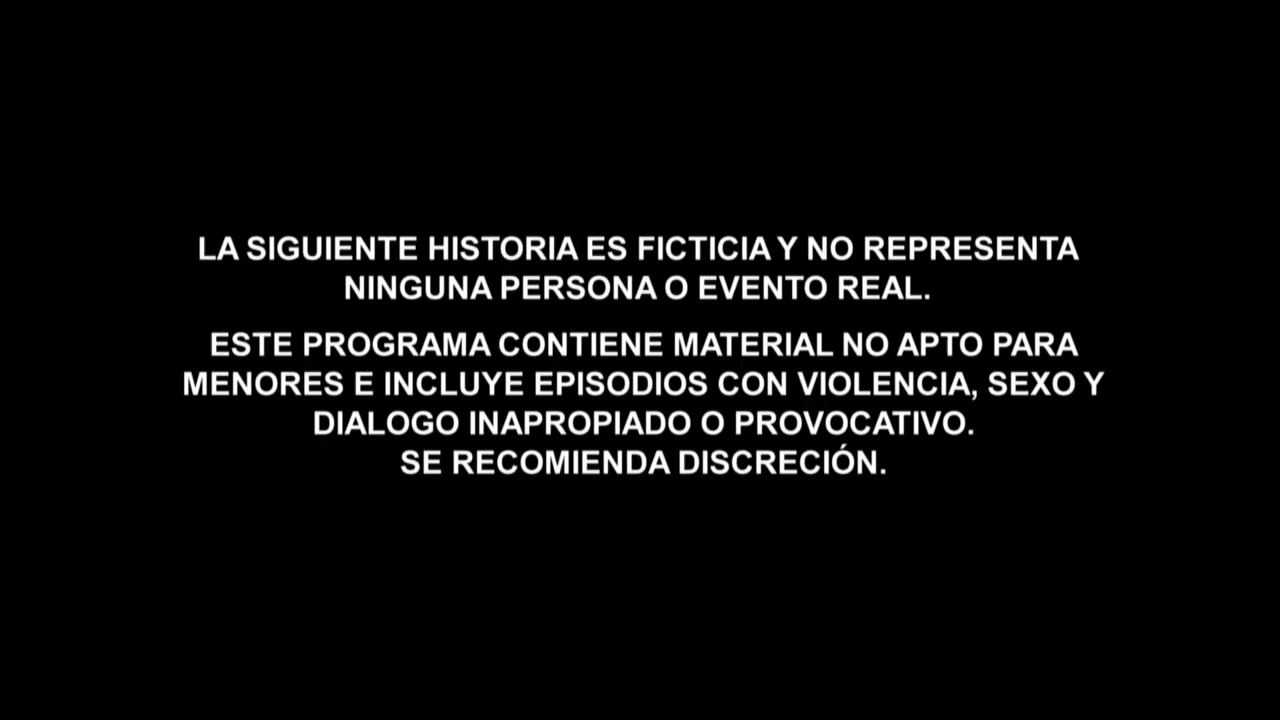 LA SIGUIENTE HISTORIA ES FICTICIA Y NO REPRESENTA
NINGUNA PERSONA O EVENTO REAL.
ESTE PROGRAMA CONTIENE MATERIAL NO APTO PARA
MENORES E INCLUYE EPISODIOS CON VIOLENCIA, SEXO Y
DIALOGO INAPROPIADO O PROVOCATIVO.
SE RECOMIENDA DISCRECIÓN.